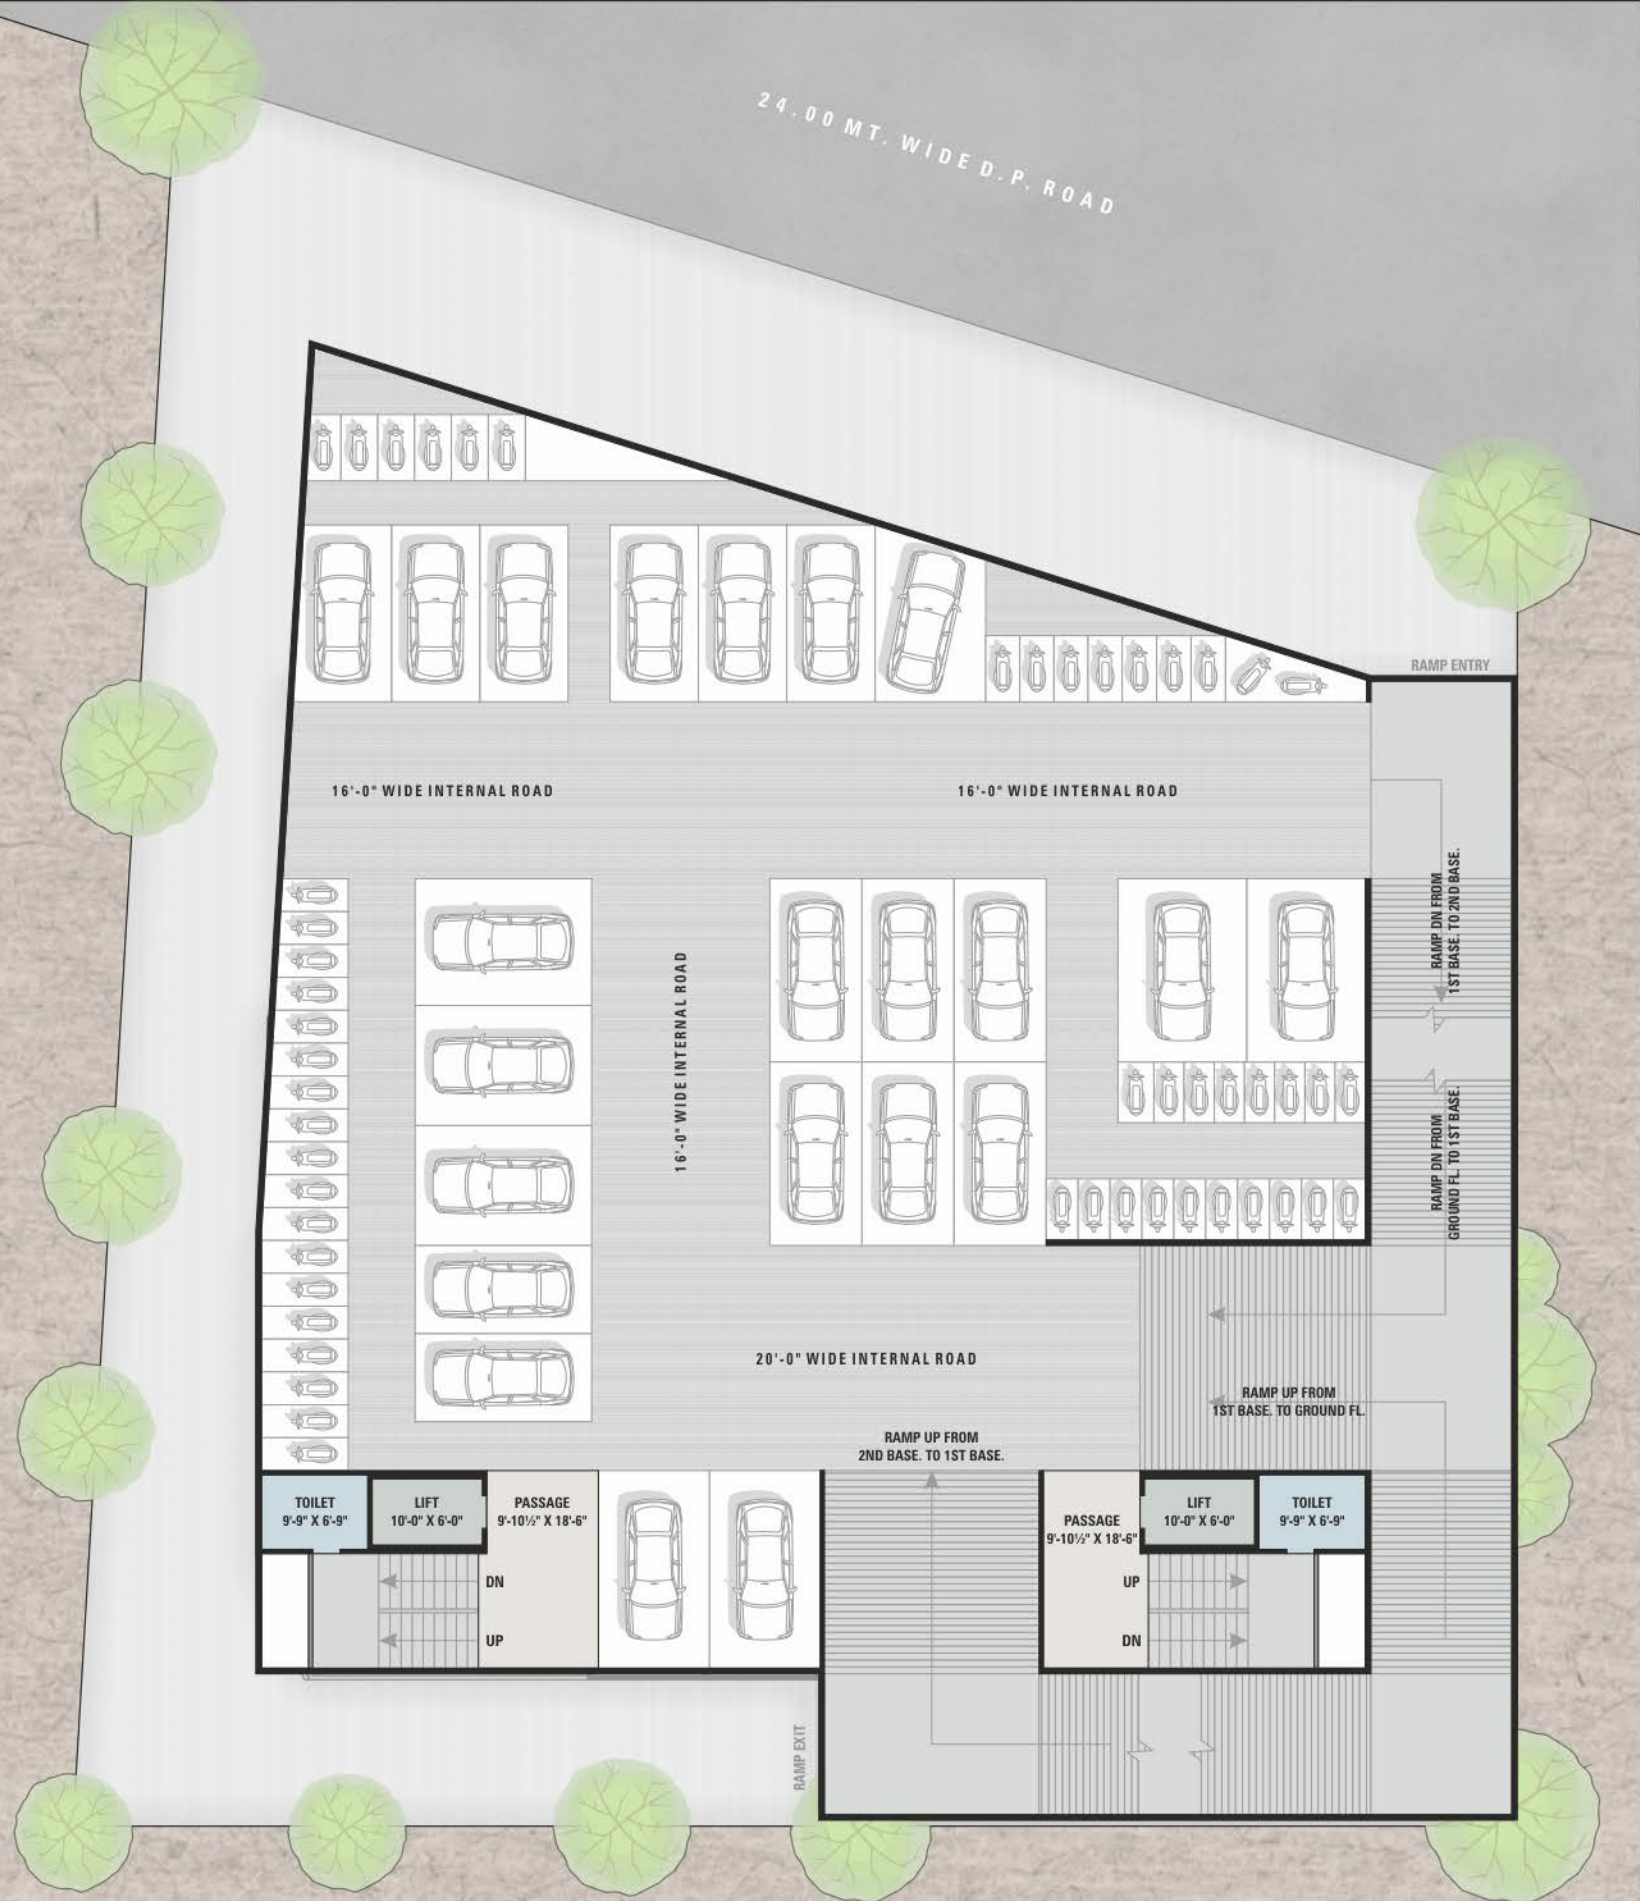 24.00 MT. WIDE D.P. ROAD
RAMP ENTRY
16'-0" WIDE INTERNAL ROAD
16'-0" WIDE INTERNAL ROAD
RAMP DN FROM
1ST BASE. TO 2ND BASE.
16'-0" WIDE INTERNAL ROAD
RAMP DN FROM
GROUND FL. TO 1ST BASE.
20'-0" WIDE INTERNAL ROAD
RAMP UP FROM
1ST BASE. TO GROUND FL.
RAMP UP FROM
2ND BASE. TO 1ST BASE.
TOILET
9'-9" X 6'-9"
LIFT
10'-0" X 6'-0"
PASSAGE
9'-10½" X 18'-6"
PASSAGE
9'-10½" X 18'-6"
LIFT
10'-0" X 6'-0"
TOILET
9'-9" X 6'-9"
DN
UP
UP
DN
RAMP EXIT